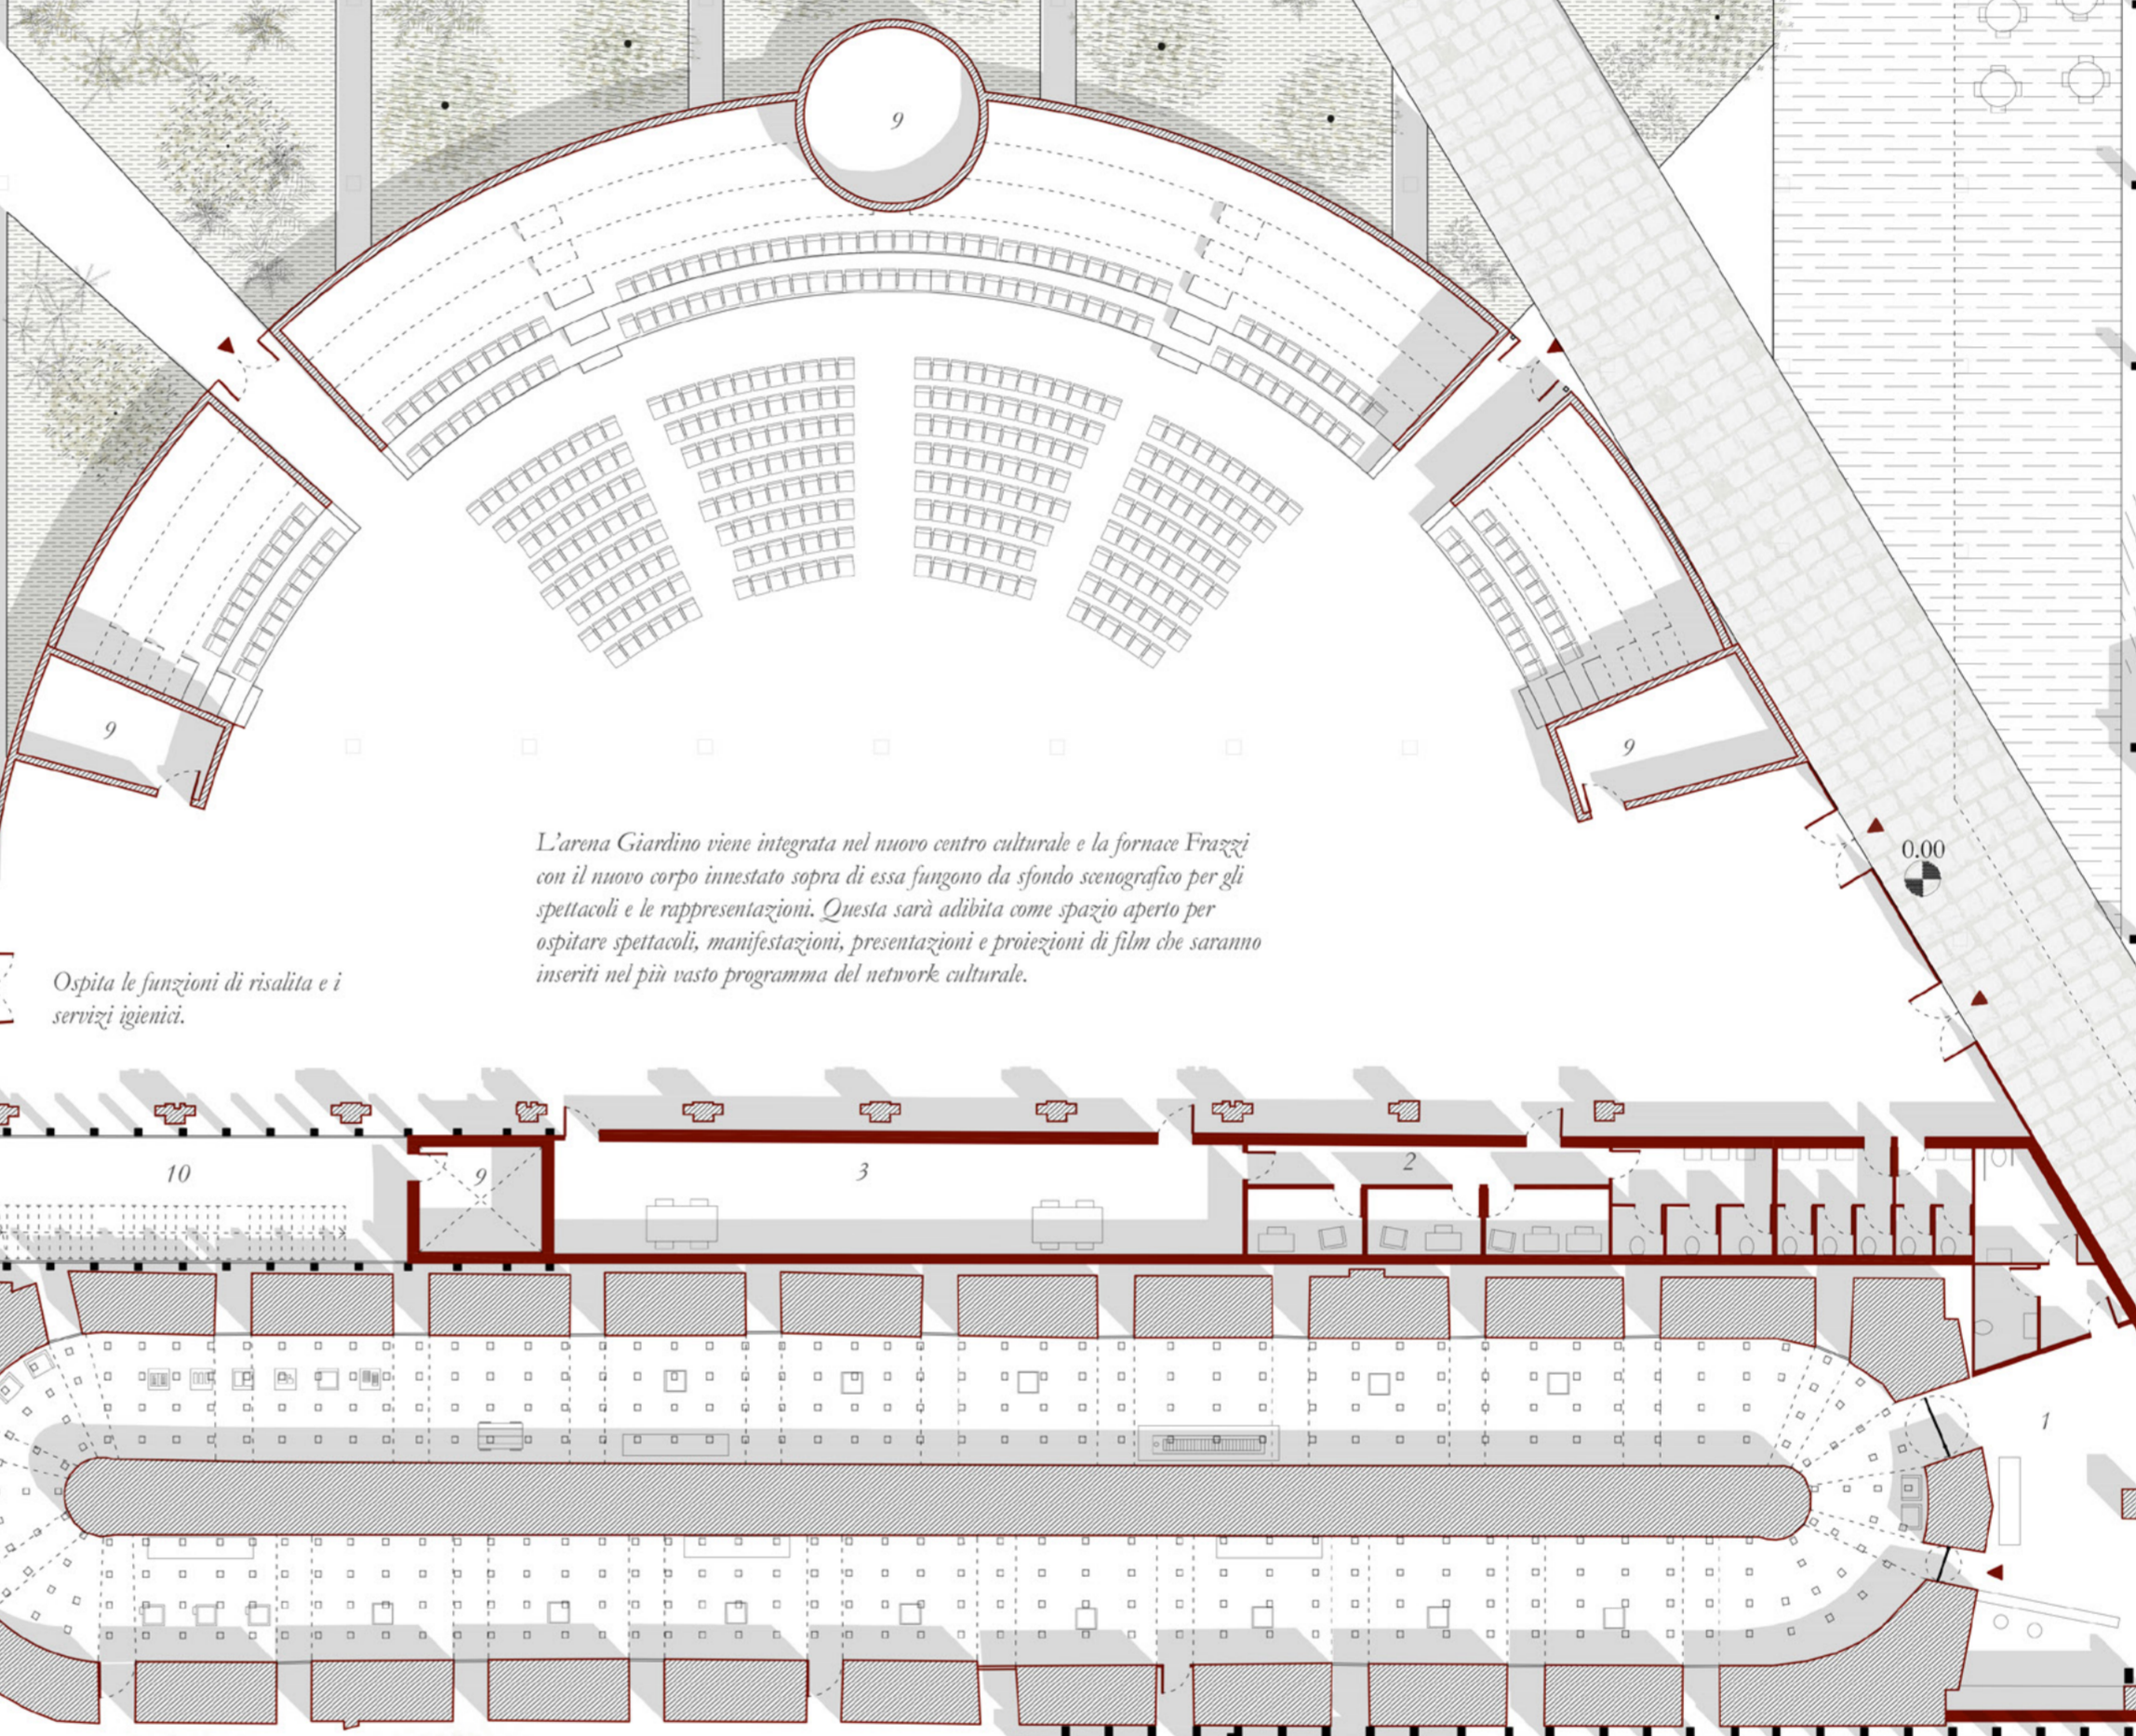 9
9
9
L'arena Giardino viene integrata nel nuovo centro culturale e la fornace Frazzi
con il nuovo corpo innestato sopra di essa fungono da sfondo scenografico per gli
spettacoli e le rappresentazioni. Questa sarà adibita come spazio aperto per
ospitare spettacoli, manifestazioni, presentazioni e proiezioni di film che saranno
inseriti nel più vasto programma del network culturale.
0.00
Ospita le funzioni di risalita e i
servizi igienici.
10
9
3
2
1